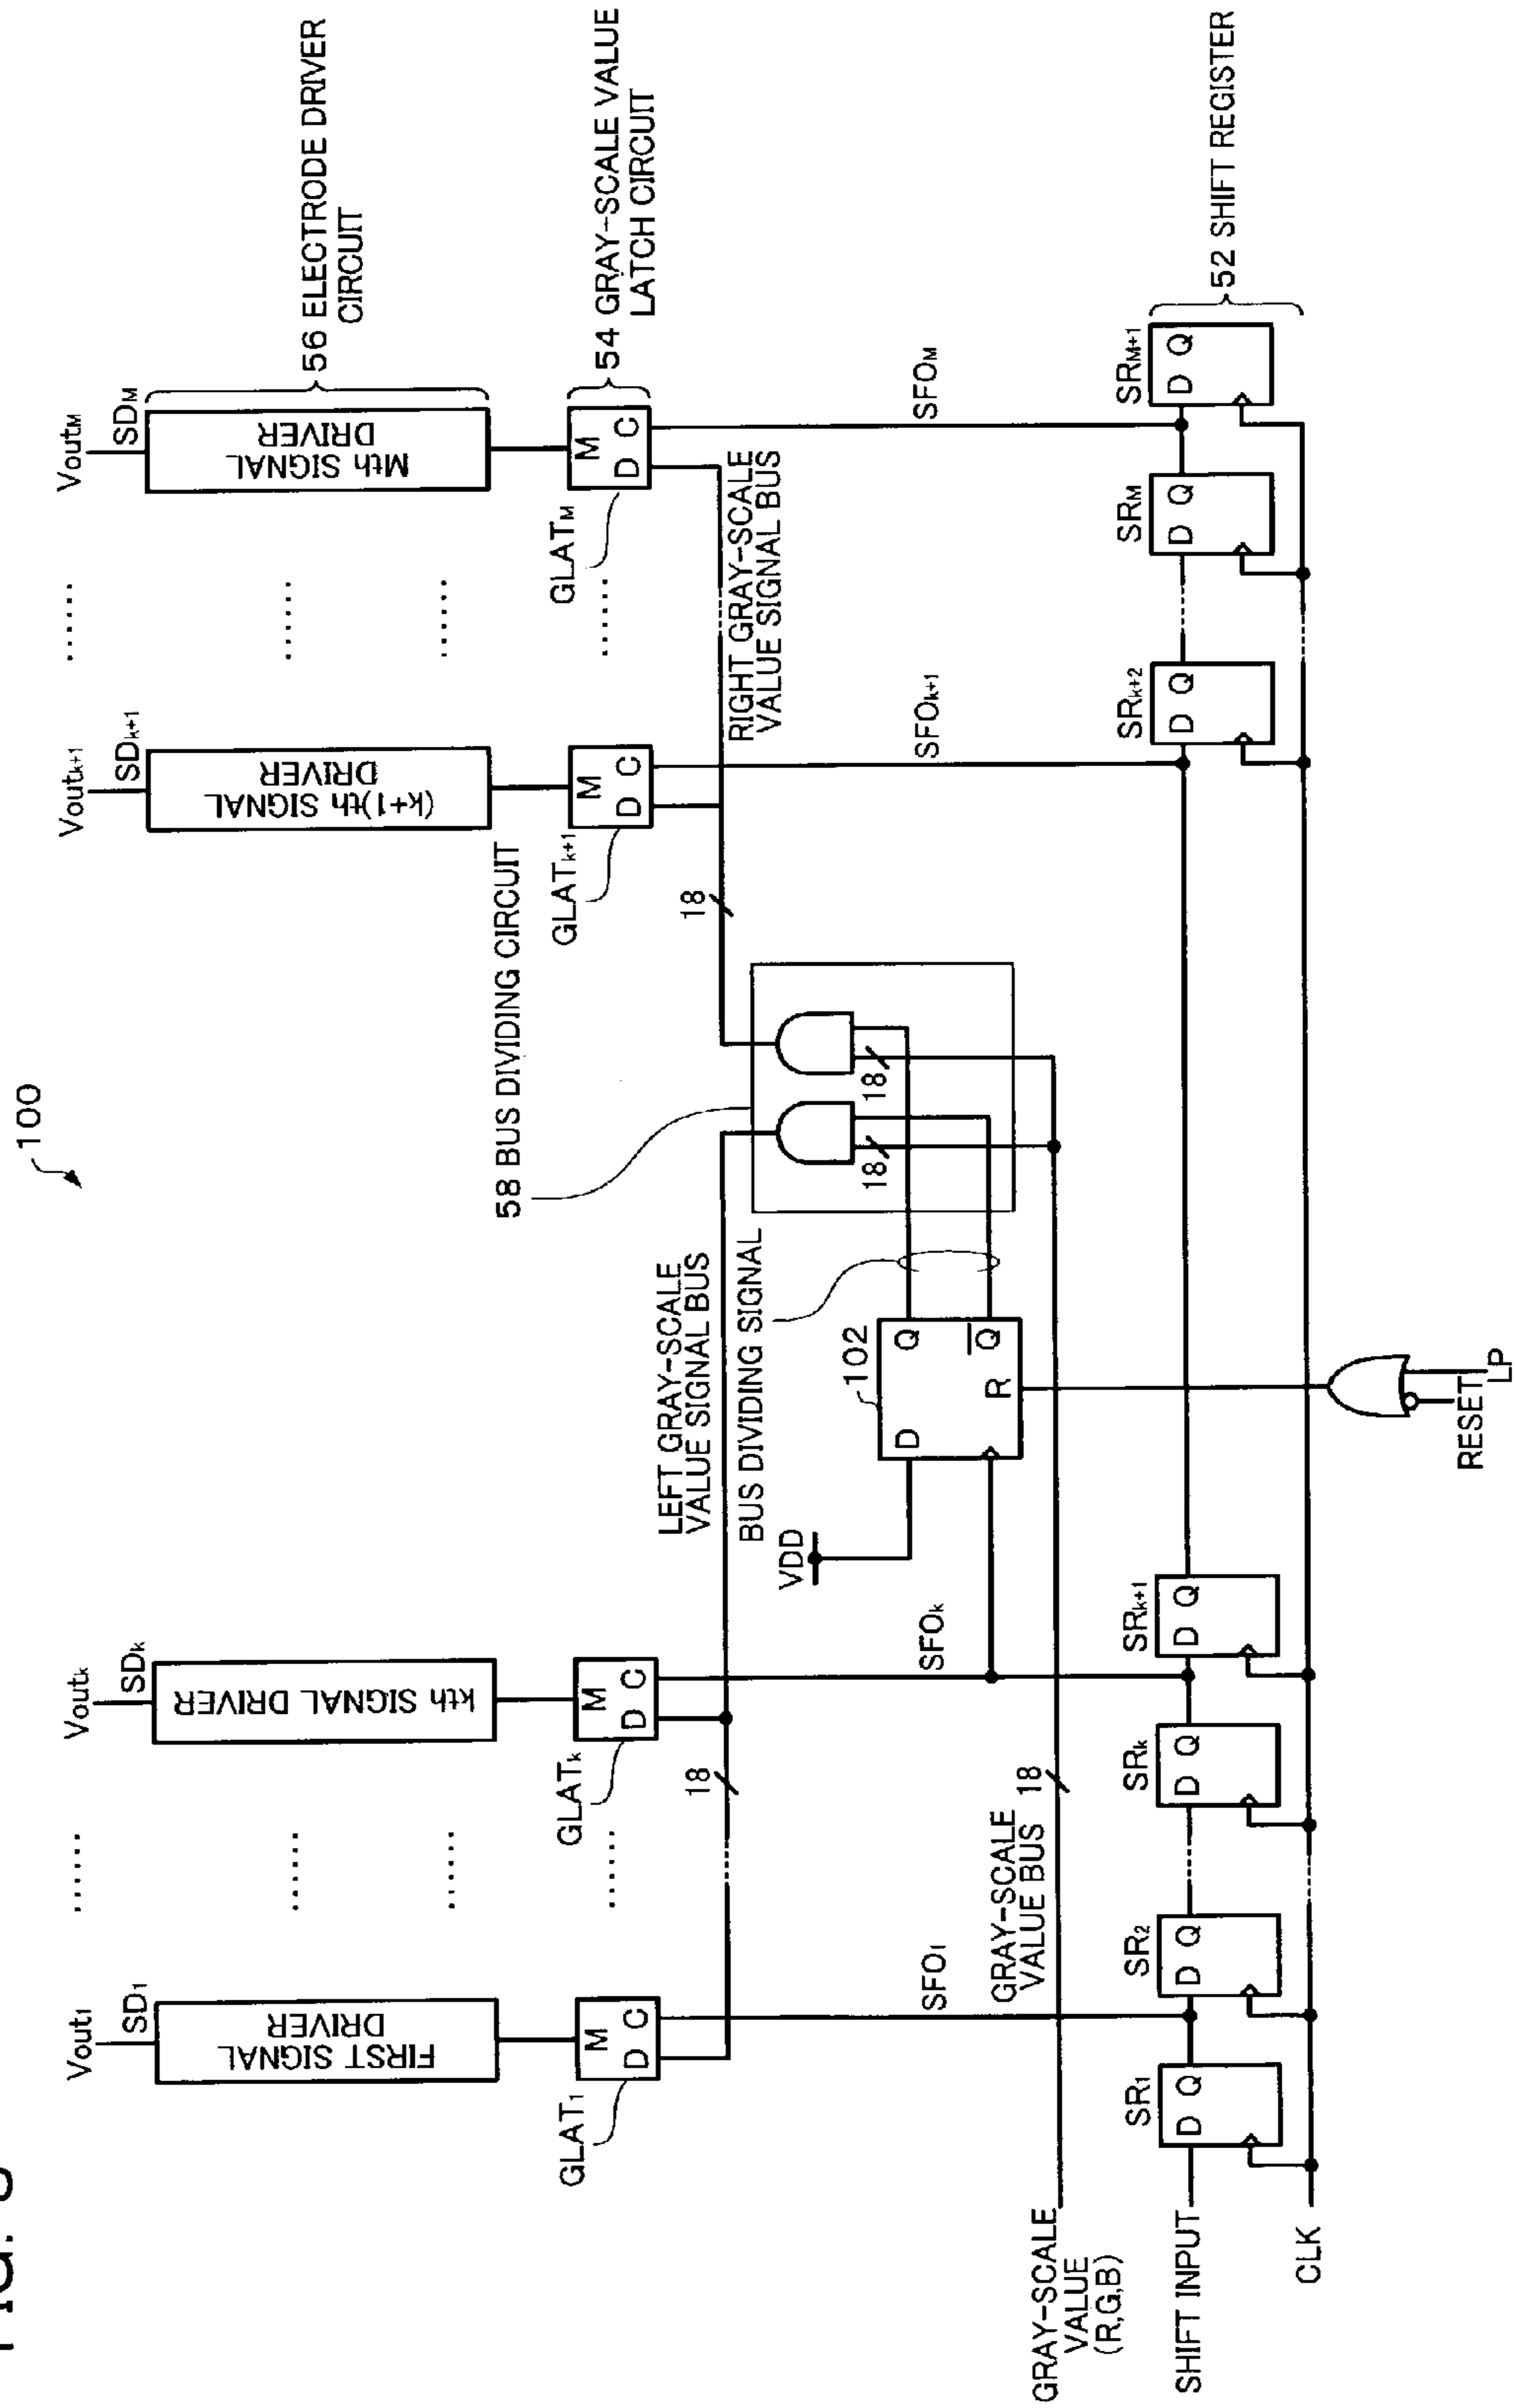 100
Vout1
SD1
FIRST SIGNAL
DRIVER
......
......
......
Voutk
SDk
kth SIGNAL DRIVER
Voutk+1
SDk+1
(k+1)th SIGNAL
DRIVER
......
......
......
VoutM
SDM
Mth SIGNAL
DRIVER
56 ELECTRODE DRIVER
CIRCUIT
GLAT1
M
D C
......
GLATk
M
D C
58 BUS DIVIDING CIRCUIT
GLATk+1
M
D C
......
GLATM
M
D C
54 GRAY-SCALE VALUE
LATCH CIRCUIT
18
LEFT GRAY-SCALE
VALUE SIGNAL BUS
18
RIGHT GRAY-SCALE
VALUE SIGNAL BUS
BUS DIVIDING SIGNAL
VDD
102
D Q
Q
R
18
18
SFO1
SFOk
SFOk+1
SFOM
GRAY-SCALE
VALUE BUS
18
GRAY-SCALE
VALUE
(R,G,B)
SHIFT INPUT
SR1
D Q
SR2
D Q
SRk
D Q
SRk+1
D Q
SRk+2
D Q
SRM
D Q
SRM+1
D Q
52 SHIFT REGISTER
CLK
RESET
LP